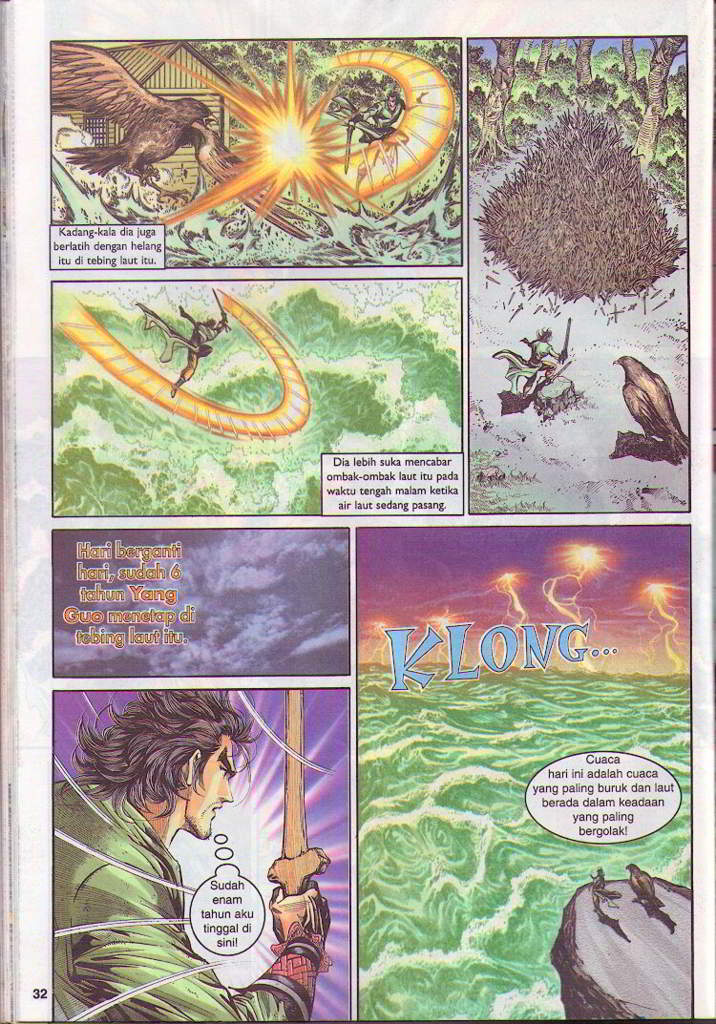 Kadang-kala dia juga
berlatih dengan helang
itu di tebing laut itu.
Dia lebih suka mencabar
ombak-ombak laut itu pada
waktu tengah malam ketika
air laut sedang pasang.
Hari berganti
hari, sudah 6
tahun Yang
Guo menetap di
tebing laut itu.
KLONG...
Cuaca
hari ini adalah cuaca
yang paling buruk dan laut
berada dalam keadaan
yang paling
bergolak!
Sudah
enam
tahun aku
tinggal di
sini!
32